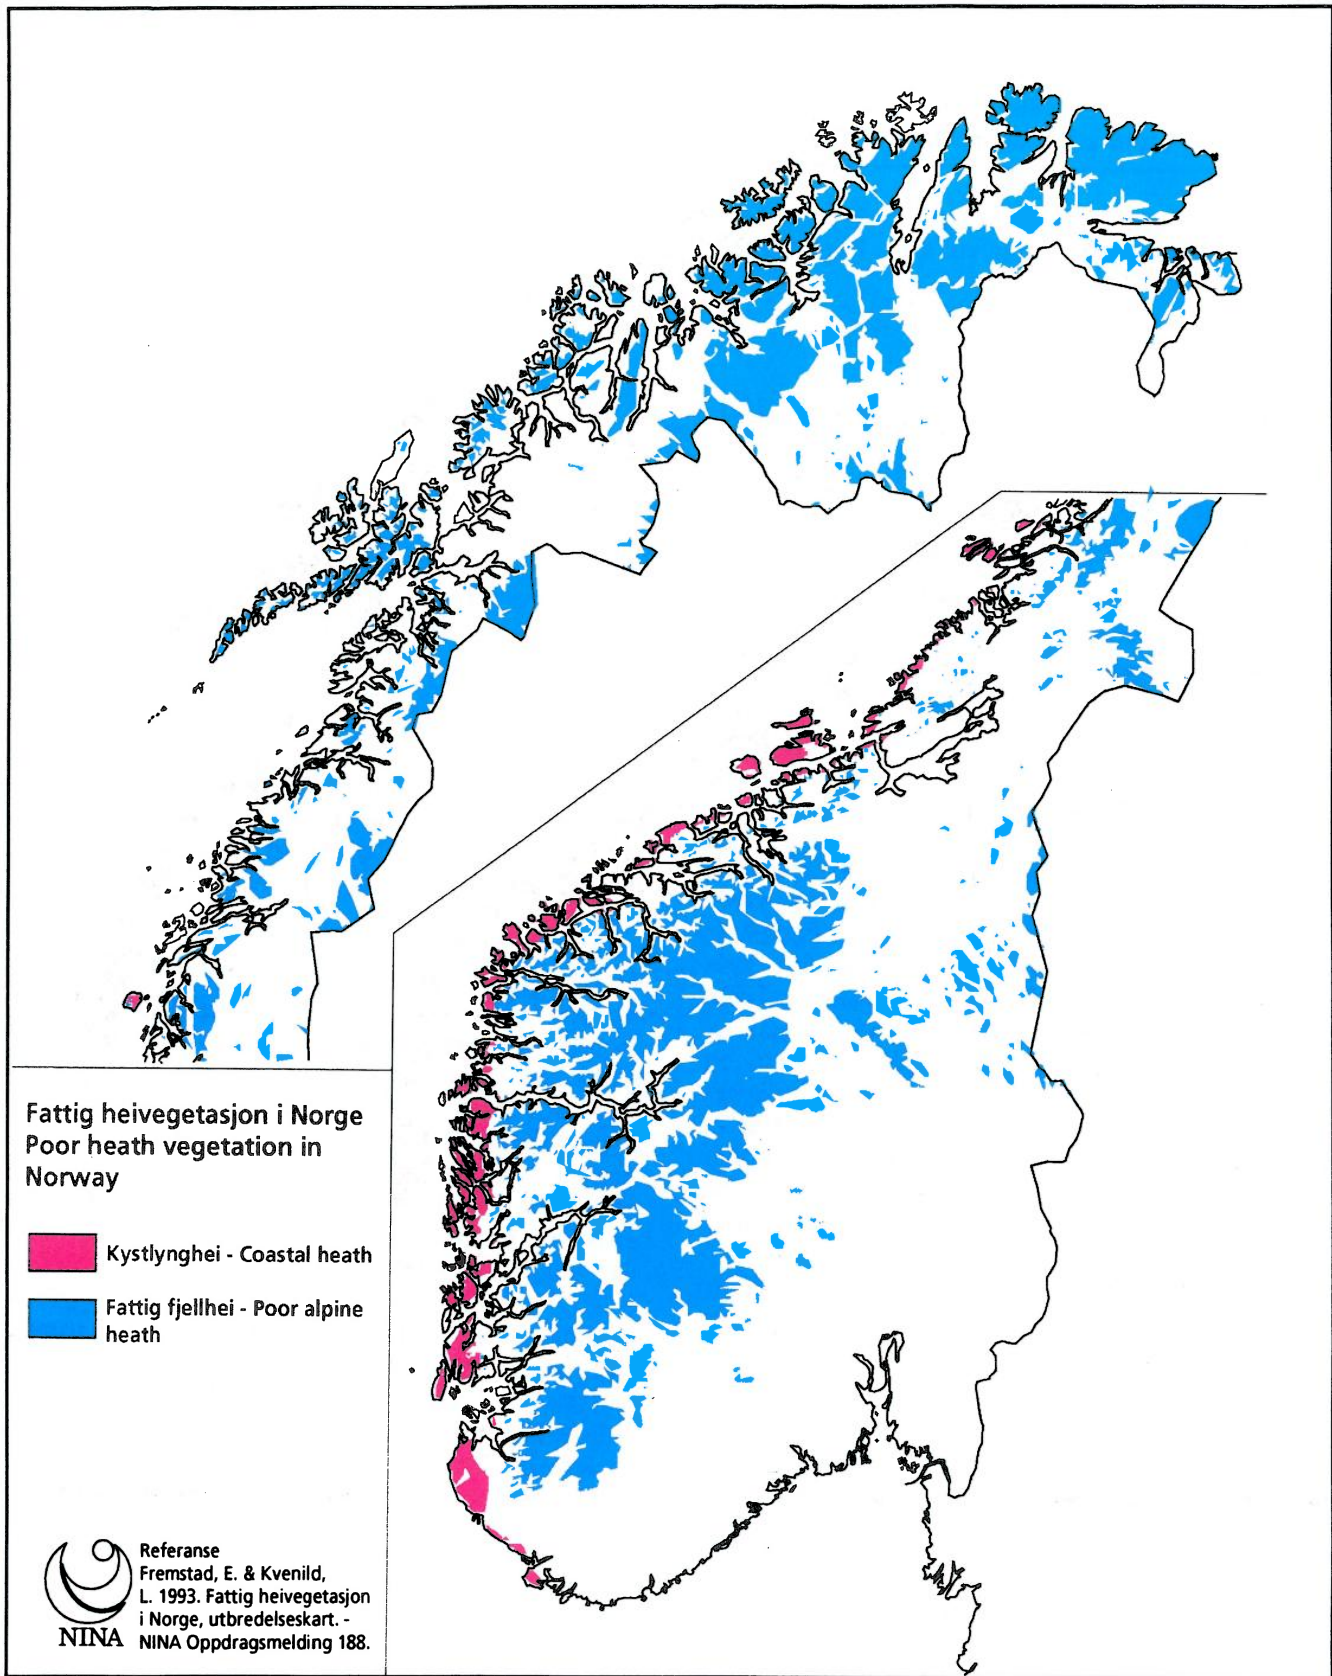 Fattig heivegetasjon i Norge
Poor heath vegetation in
Norway
Kystlynghei - Coastal heath
Fattig fjellhei - Poor alpine
heath
Referanse
Fremstad, E. & Kvenild,
L. 1993. Fattig heivegetasjon
i Norge, utbredelseskart. -
NINA Oppdragsmelding 188.
NINA